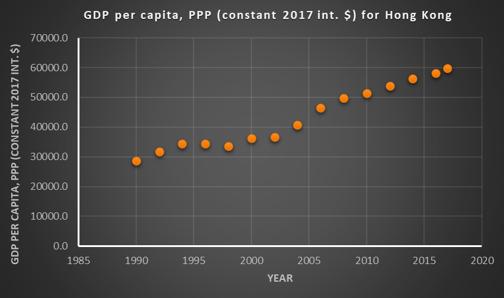 GDP per capita, PPP (constant 2017 int. $) for Hong Kong
GDP PER CAPITA, PPP (CONSTANT 2017 INT. $)
70000.0
60000.0
50000.0
40000.0
30000.0
20000.0
10000.0
0.0
1985 1990 1995 2000 2005 2010 2015 2020
YEAR